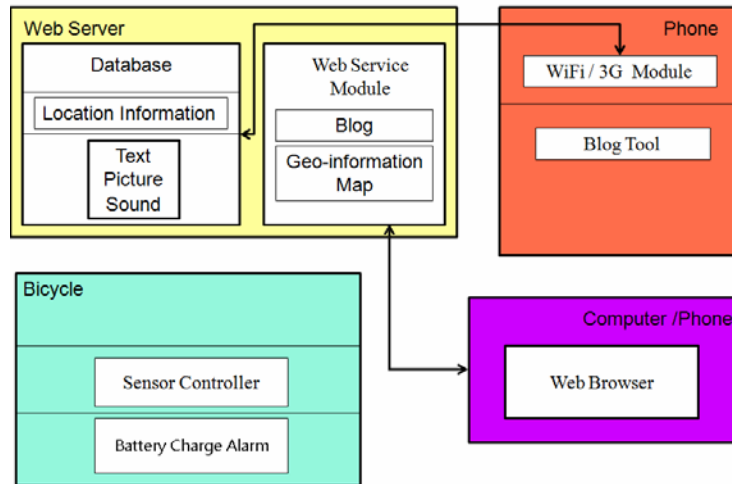 Web Server
Database
Location Information
Text
Picture
Sound
Web Service
Module
Blog
Geo-information
Map
Phone
WiFi / 3G Module
Blog Tool
Bicycle
Sensor Controller
Battery Charge Alarm
Computer /Phone
Web Browser